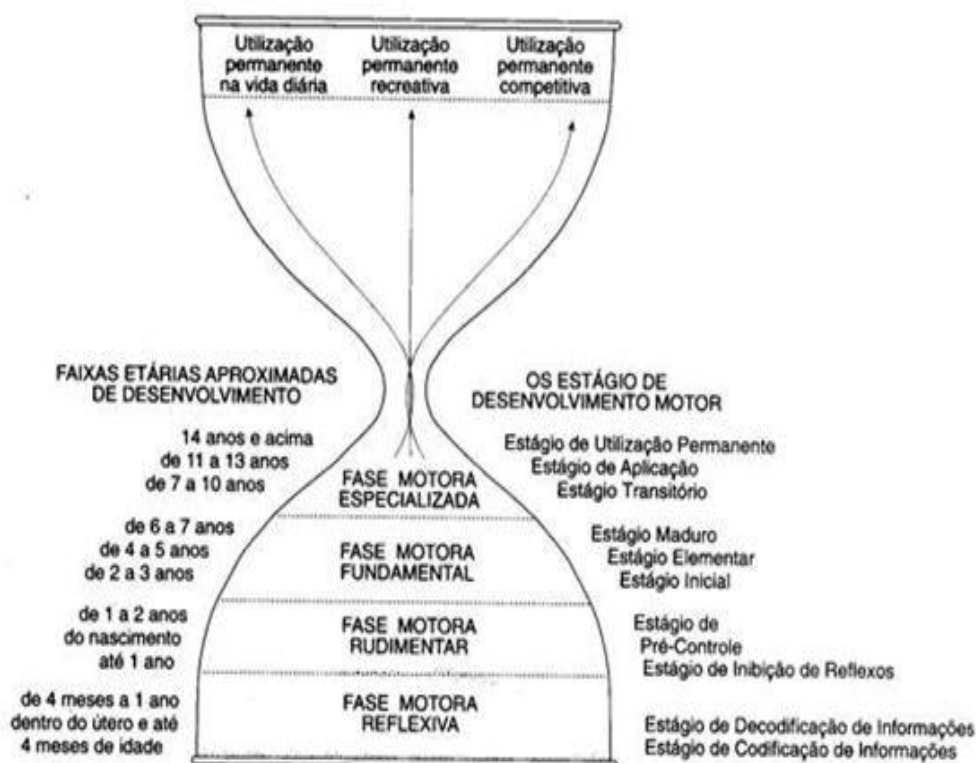 Utilização
permanente
na vida diária
Utilização
permanente
recreativa
Utilização
permanente
competitiva
FAIXAS ETÁRIAS APROXIMADAS
DE DESENVOLVIMENTO
OS ESTÁGIO DE
DESENVOLVIMENTO MOTOR
14 anos e acima
de 11 a 13 anos
de 7 a 10 anos
FASE MOTORA
ESPECIALIZADA
Estágio de Utilização Permanente
Estágio de Aplicação
Estágio Transitório
de 6 a 7 anos
de 4 a 5 anos
de 2 a 3 anos
FASE MOTORA
FUNDAMENTAL
Estágio Maduro
Estágio Elementar
Estágio Inicial
de 1 a 2 anos
do nascimento
até 1 ano
FASE MOTORA
RUDIMENTAR
Estágio de
Pré-Controle
Estágio de Inibição de Reflexos
de 4 meses a 1 ano
dentro do útero e até
4 meses de idade
FASE MOTORA
REFLEXIVA
Estágio de Decodificação de Informações
Estágio de Codificação de Informações